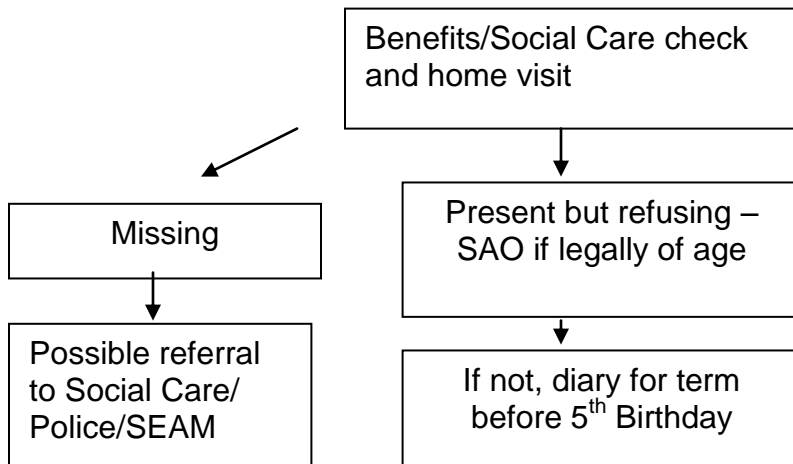 Benefits/Social Care check
and home visit
Missing
Present but refusing –
SAO if legally of age
Possible referral
to Social Care/
Police/SEAM
If not, diary for term
before 5th Birthday